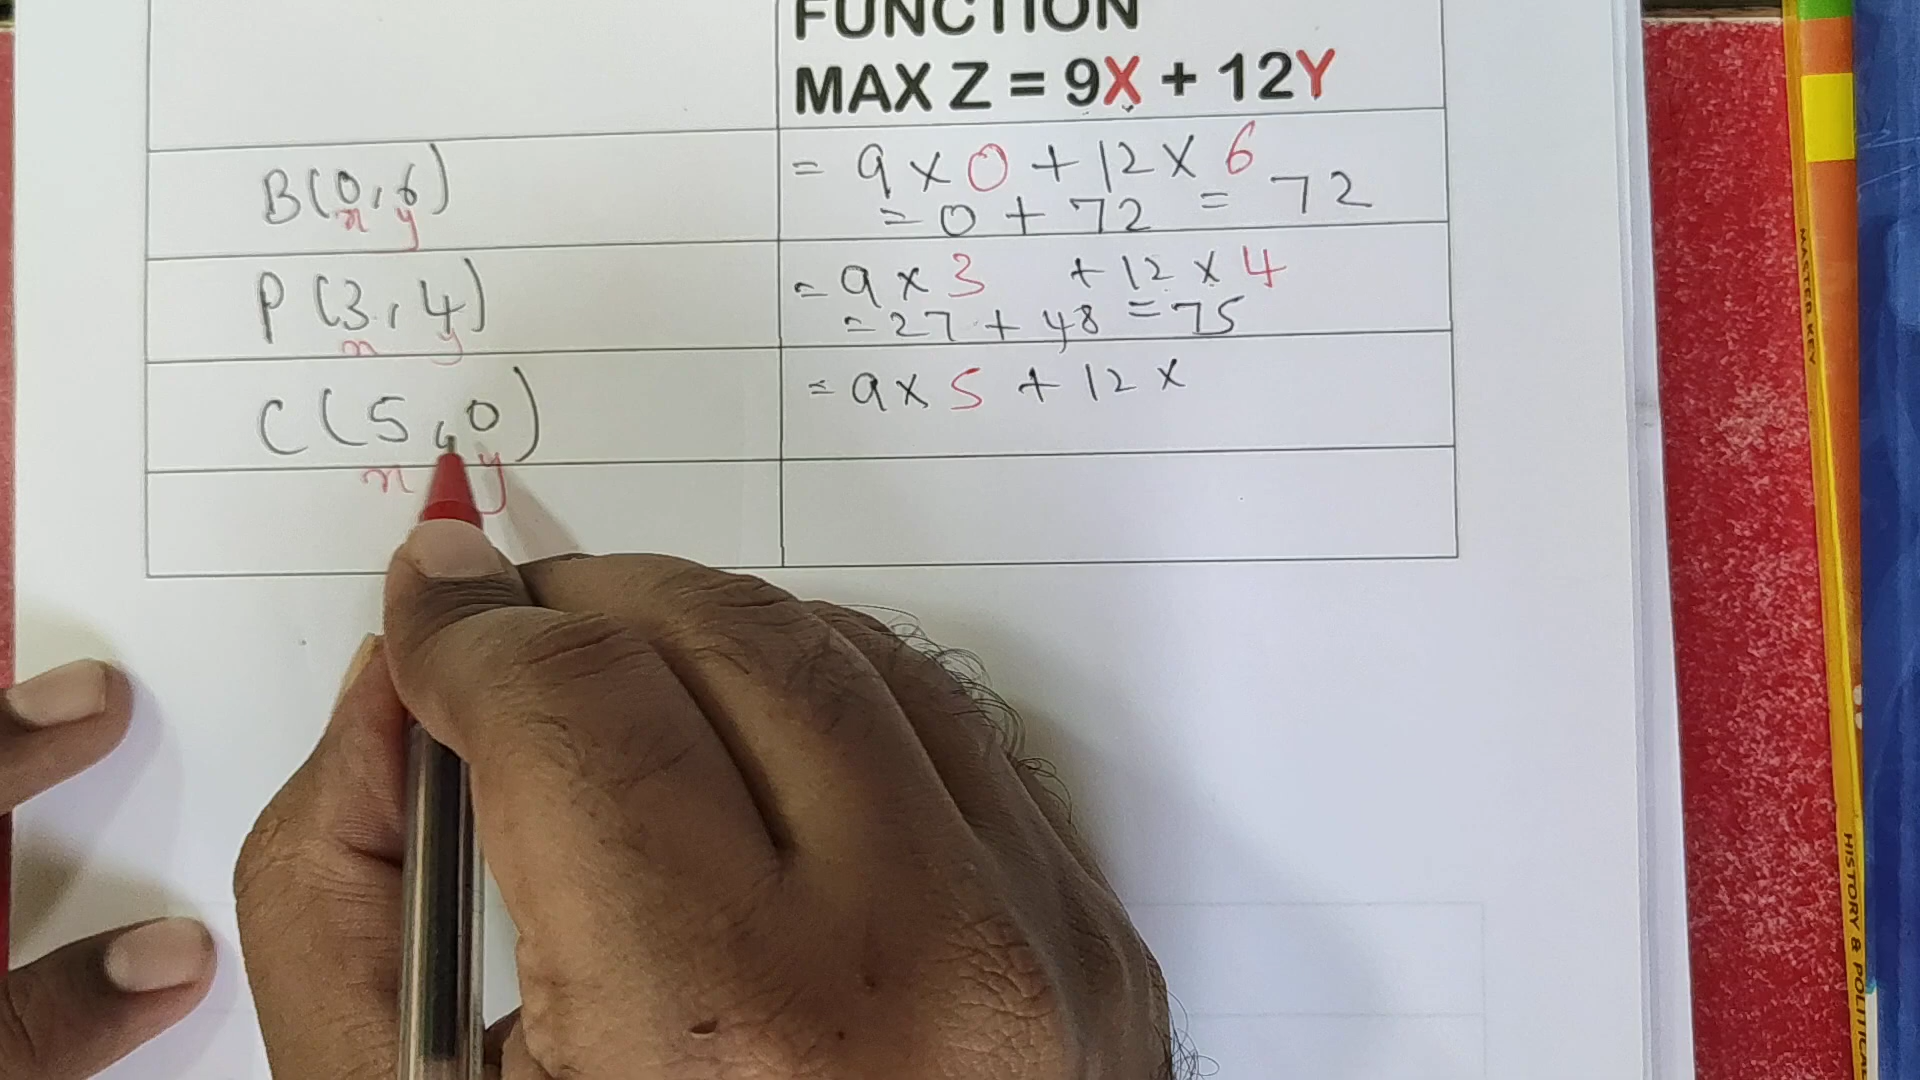 FUNCTION
MAX Z = 9X + 12Y
B(0,6)
x y
= 9 x 0 + 12 x 6
= 0 + 72 = 72
P(3,4)
x y
= 9 x 3 + 12 x 4
= 27 + 48 = 75
C(5,0)
x y
= 9 x 5 + 12 x
MASTER KEY
HISTORY & POLITICA